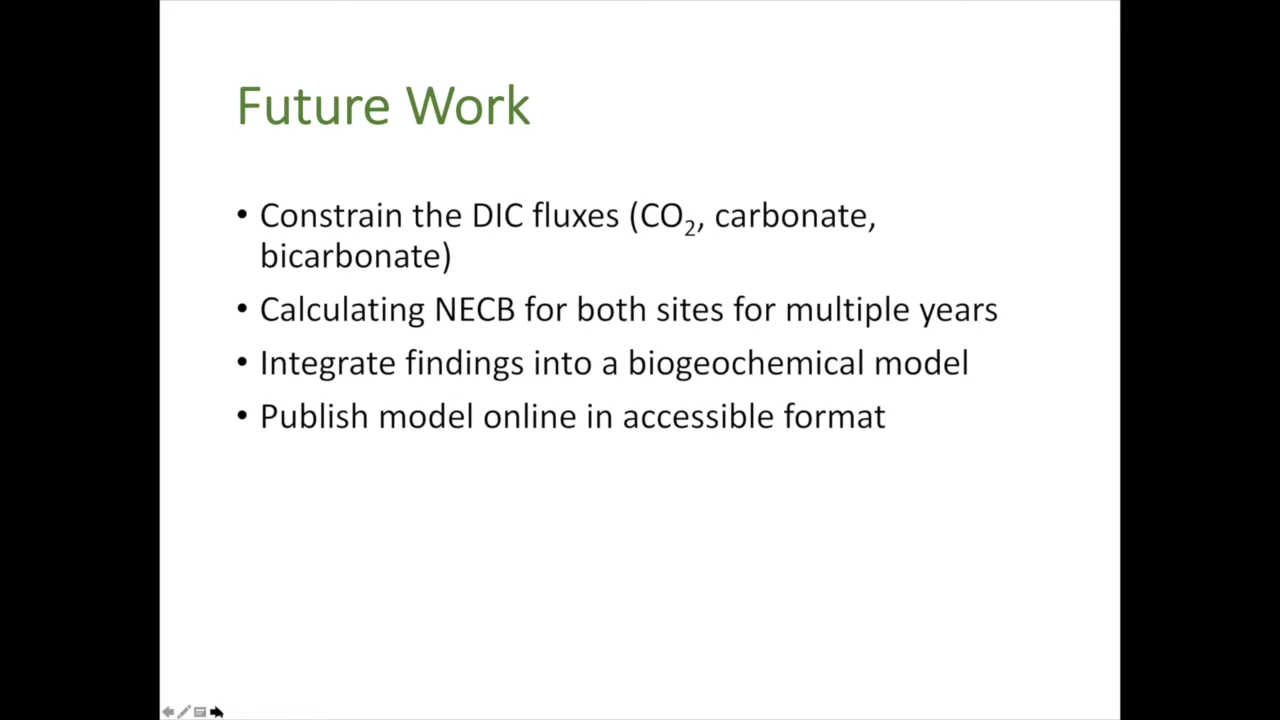 Future Work
• Constrain the DIC fluxes (CO₂, carbonate,
bicarbonate)
• Calculating NECB for both sites for multiple years
• Integrate findings into a biogeochemical model
• Publish model online in accessible format